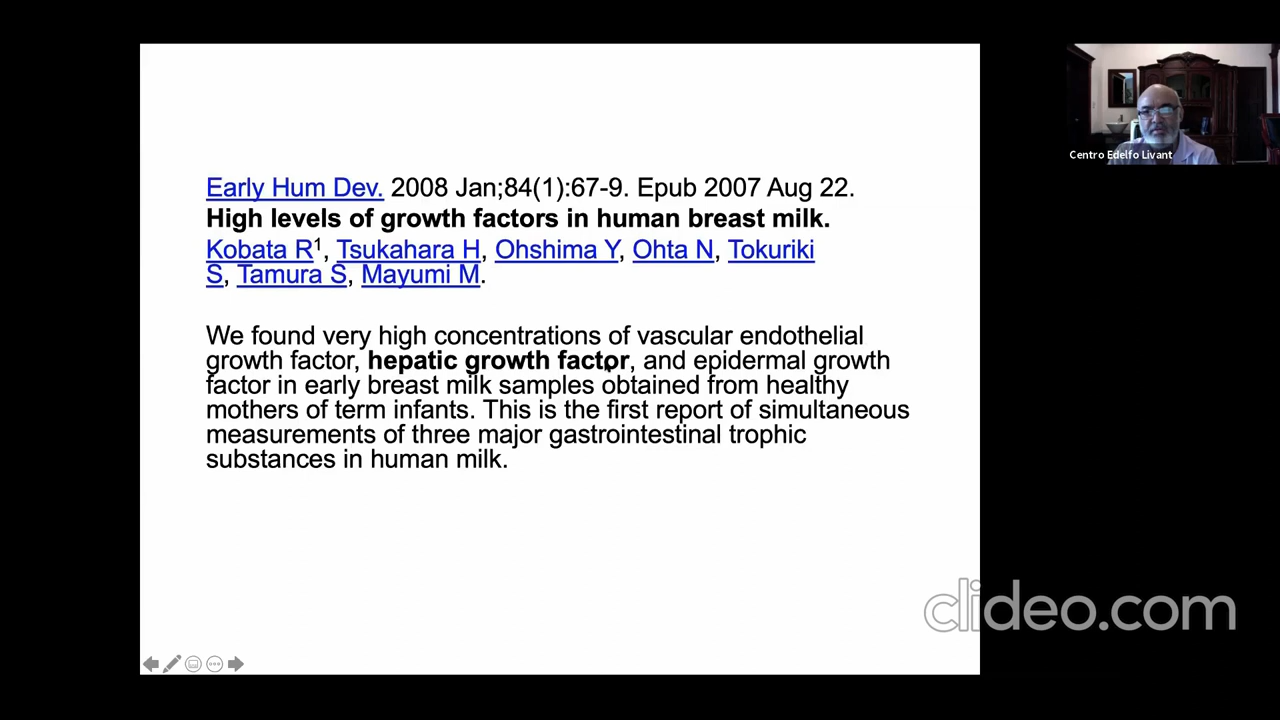 Early Hum Dev. 2008 Jan;84(1):67-9. Epub 2007 Aug 22.
High levels of growth factors in human breast milk.
Kobata R1, Tsukahara H, Ohshima Y, Ohta N, Tokuriki
S, Tamura S, Mayumi M.
We found very high concentrations of vascular endothelial
growth factor, hepatic growth factor, and epidermal growth
factor in early breast milk samples obtained from healthy
mothers of term infants. This is the first report of simultaneous
measurements of three major gastrointestinal trophic
substances in human milk.
Centro Edelfo Livant
clideo.com